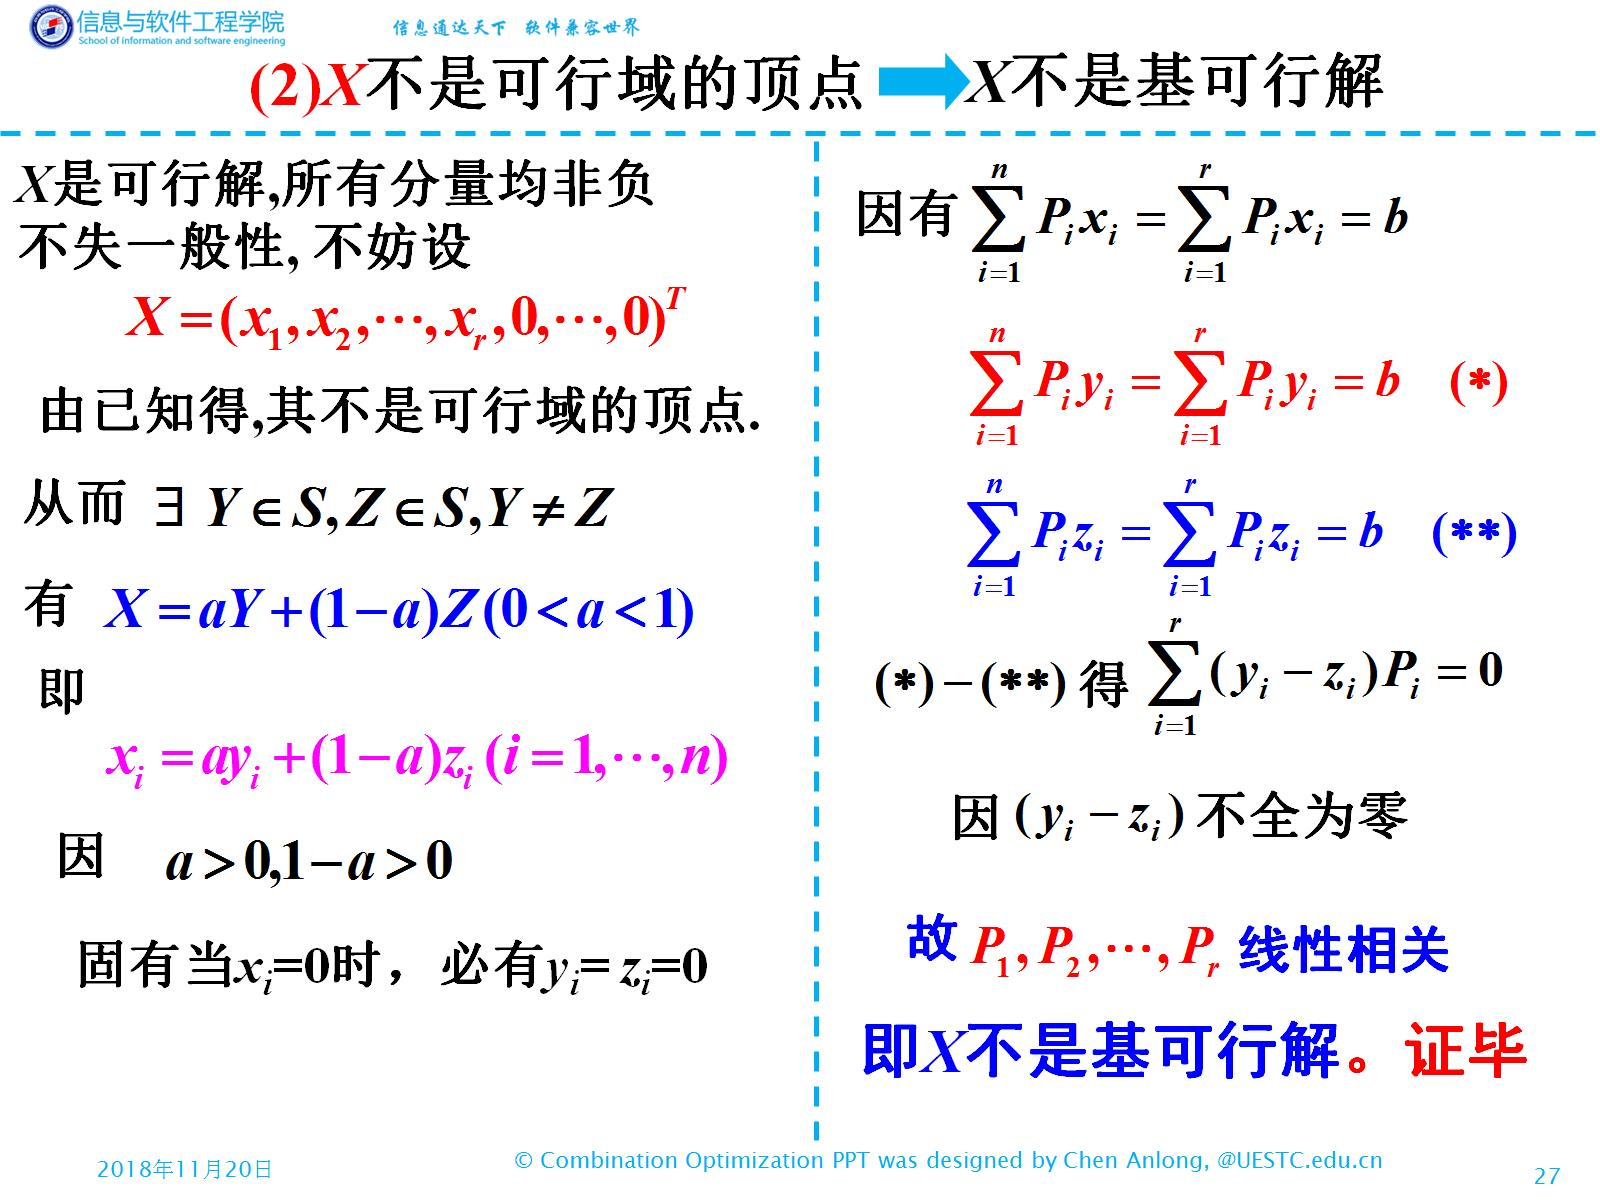 信息与软件工程学院
School of information and software engineering
信息通达天下 软件兼容世界
(2)X不是可行域的顶点 X不是基可行解
X是可行解,所有分量均非负
不失一般性, 不妨设
X = (x₁, x₂, ⋯, xᵣ, 0, ⋯, 0)ᵀ
由已知得,其不是可行域的顶点.
从而 ∃ Y ∈ S, Z ∈ S, Y ≠ Z
有 X = aY + (1 − a)Z (0 < a < 1)
即
xᵢ = ayᵢ + (1 − a)zᵢ (i = 1, ⋯, n)
因 a > 0, 1 − a > 0
固有当xᵢ=0时，必有yᵢ= zᵢ=0
因有 ∑ᵢ₌₁ⁿ Pᵢxᵢ = ∑ᵢ₌₁ʳ Pᵢxᵢ = b
∑ᵢ₌₁ⁿ Pᵢyᵢ = ∑ᵢ₌₁ʳ Pᵢyᵢ = b (*)
∑ᵢ₌₁ⁿ Pᵢzᵢ = ∑ᵢ₌₁ʳ Pᵢzᵢ = b (**)
(*) − (**) 得 ∑ᵢ₌₁ʳ (yᵢ − zᵢ)Pᵢ = 0
因 (yᵢ − zᵢ) 不全为零
故 P₁, P₂, ⋯, Pᵣ 线性相关
即X不是基可行解。证毕
2018年11月20日
© Combination Optimization PPT was designed by Chen Anlong, @UESTC.edu.cn
27